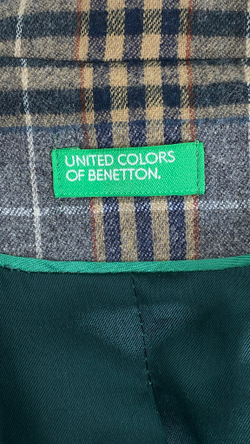 UNITED COLORS
OF BENETTON.